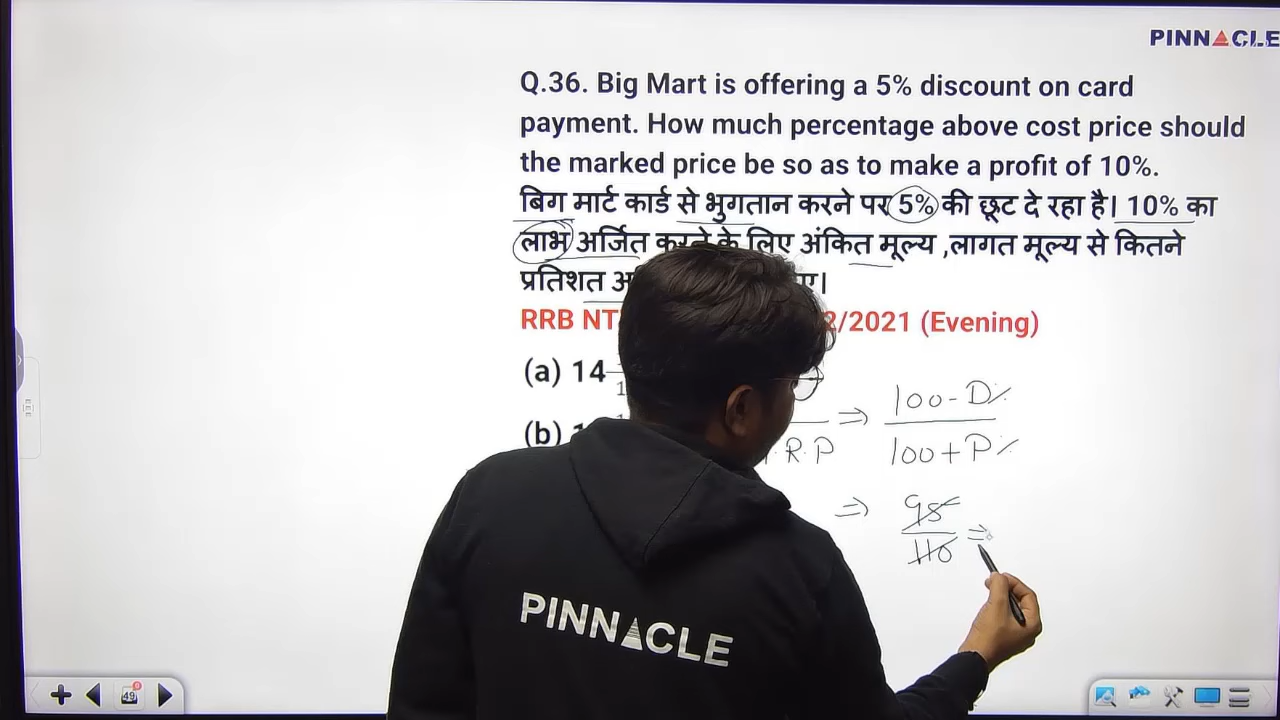 PINNACLE
Q.36. Big Mart is offering a 5% discount on card
payment. How much percentage above cost price should
the marked price be so as to make a profit of 10%.
बिग मार्ट कार्ड से भुगतान करने पर 5% की छूट दे रहा है। 10% का
लाभ अर्जित करने के लिए अंकित मूल्य ,लागत मूल्य से कितने
प्रतिशत
RRB 2/2021 (Evening)
(a) 14
(b)
R.P ⇒ 100-D% / 100+P%
⇒ 95 / 110 ⇒
PINNACLE
49